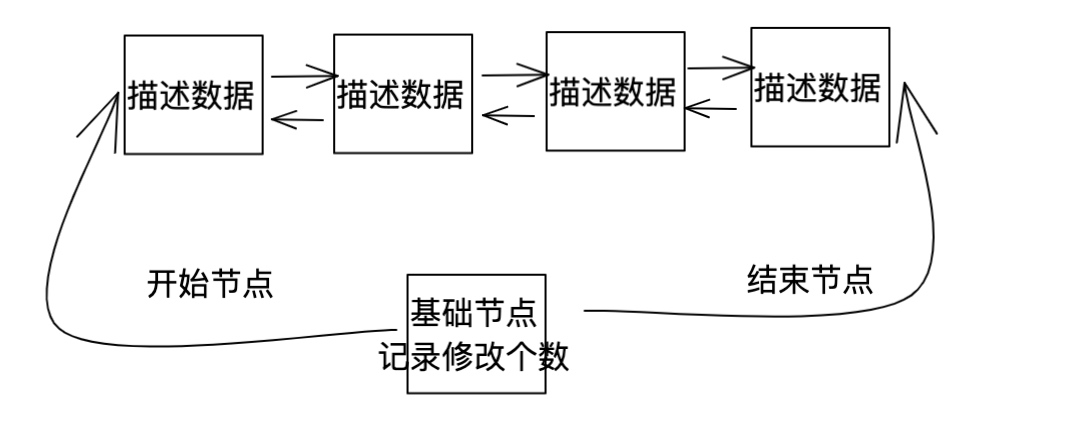 描述数据
描述数据
描述数据
描述数据
开始节点
结束节点
基础节点
记录修改个数